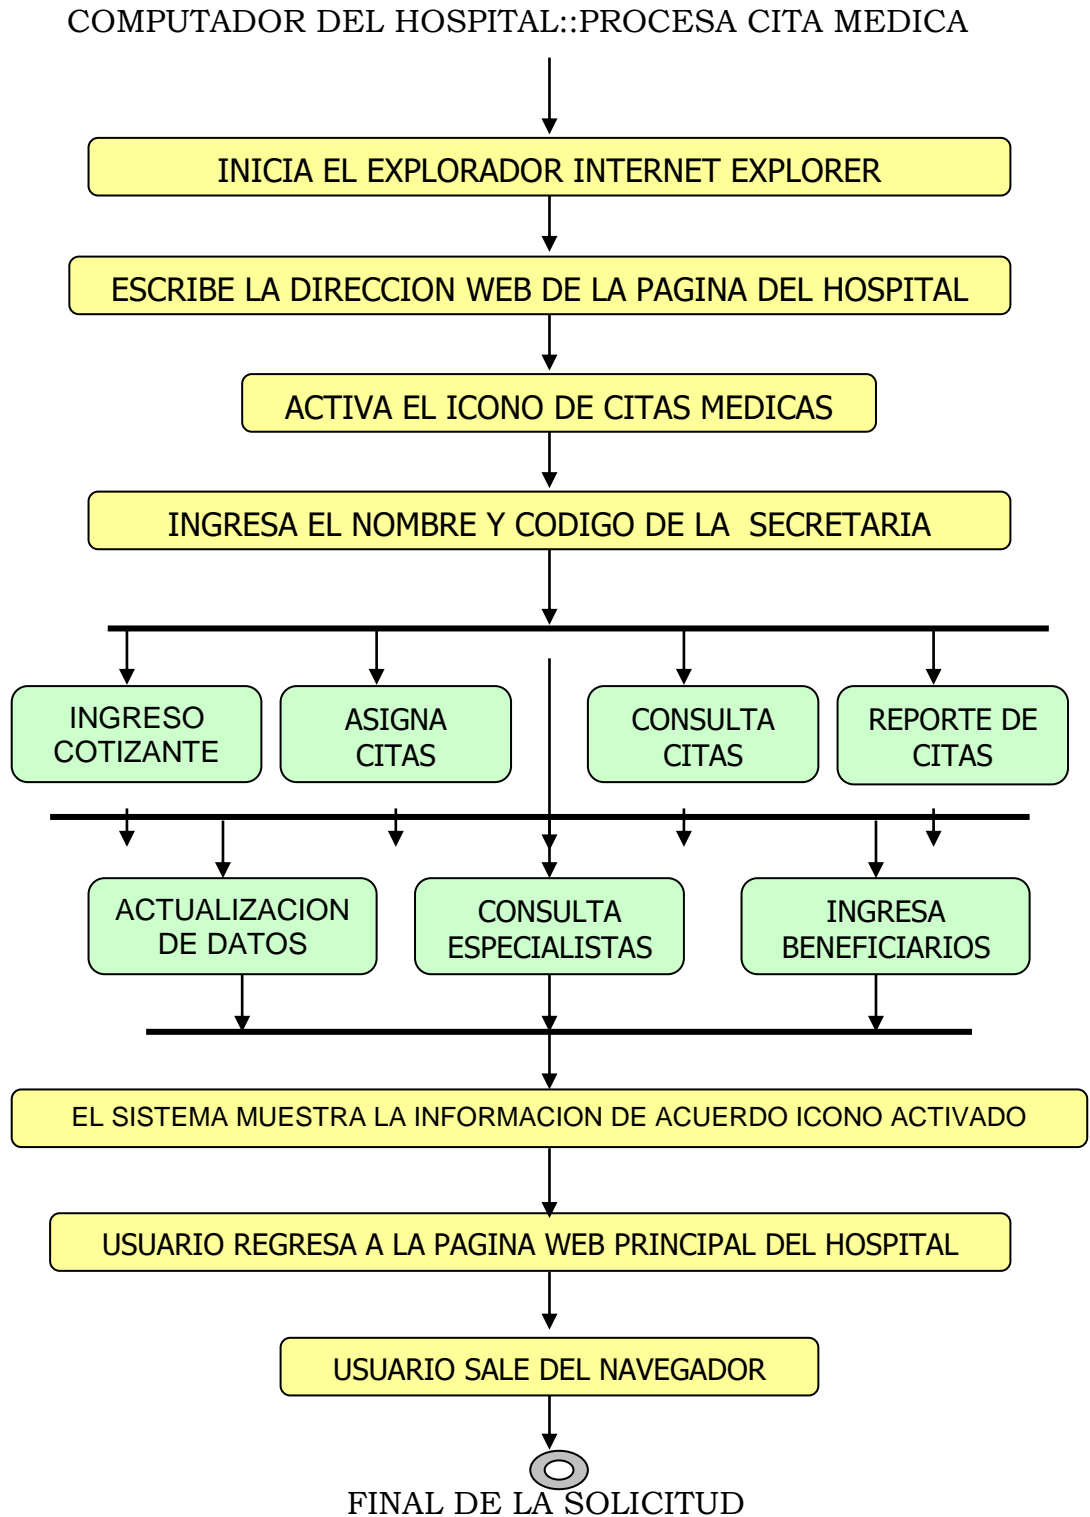 COMPUTADOR DEL HOSPITAL::PROCESA CITA MEDICA
INICIA EL EXPLORADOR INTERNET EXPLORER
ESCRIBE LA DIRECCION WEB DE LA PAGINA DEL HOSPITAL
ACTIVA EL ICONO DE CITAS MEDICAS
INGRESA EL NOMBRE Y CODIGO DE LA  SECRETARIA
INGRESO
COTIZANTE
ASIGNA
CITAS
CONSULTA
CITAS
REPORTE DE
CITAS
ACTUALIZACION
DE DATOS
CONSULTA
ESPECIALISTAS
INGRESA
BENEFICIARIOS
EL SISTEMA MUESTRA LA INFORMACION DE ACUERDO ICONO ACTIVADO
USUARIO REGRESA A LA PAGINA WEB PRINCIPAL DEL HOSPITAL
USUARIO SALE DEL NAVEGADOR
FINAL DE LA SOLICITUD